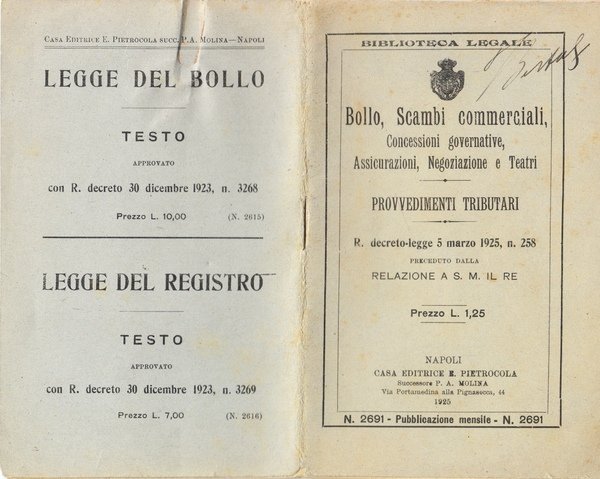 CASA EDITRICE E. PIETROCOLA SUCC. P. A. MOLINA—NAPOLI
LEGGE DEL BOLLO
TESTO
APPROVATO
con R. decreto 30 dicembre 1923, n. 3268
Prezzo L. 10,00 (N. 2615)
LEGGE DEL REGISTRO
TESTO
APPROVATO
con R. decreto 30 dicembre 1923, n. 3269
Prezzo L. 7,00 (N. 2616)
BIBLIOTECA LEGALE
Bollo, Scambi commerciali,
Concessioni governative,
Assicurazioni, Negoziazione e Teatri
PROVVEDIMENTI TRIBUTARI
R. decreto-legge 5 marzo 1925, n. 258
PRECEDUTO DALLA
RELAZIONE A S. M. IL RE
Prezzo L. 1,25
NAPOLI
CASA EDITRICE E. PIETROCOLA
Successore P. A. MOLINA
Via Portamedina alla Pignasecca, 44
1925
N. 2691 - Pubblicazione mensile - N. 2691